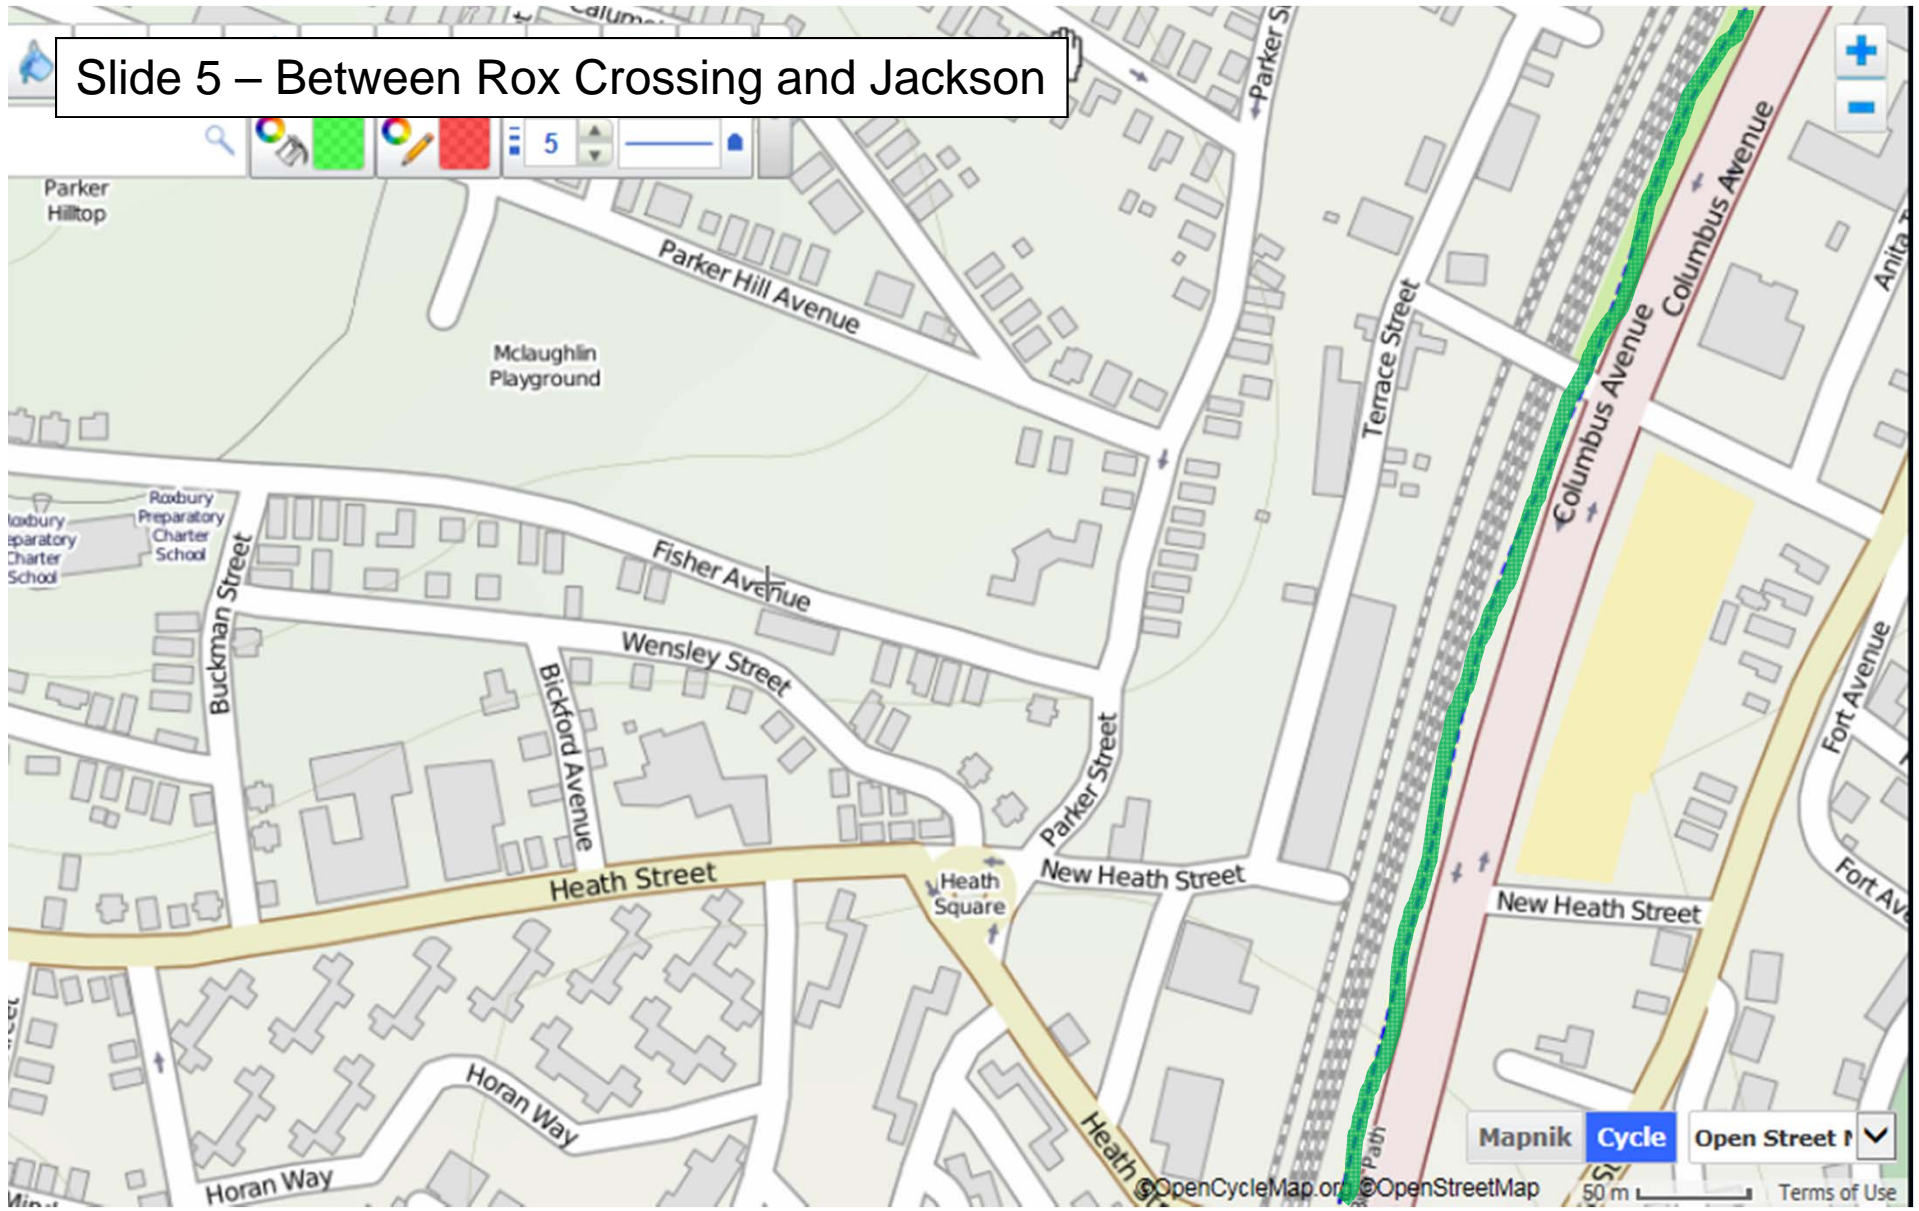 Slide 5 – Between Rox Crossing and Jackson
5
Parker
Hilltop
Parker Hill Avenue
Mclaughlin
Playground
Terrace Street
Columbus Avenue
Columbus Avenue
Roxbury
Preparatory
Charter
School
Charter
School
Buckman Street
Fisher Avenue
Wensley Street
Bickford Avenue
Parker Street
Fort Avenue
Heath Street
Heath
Square
New Heath Street
New Heath Street
Horan Way
Horan Way
Path
Mapnik
Cycle
Open Street
©OpenCycleMap.org ©OpenStreetMap
50 m
Terms of Use